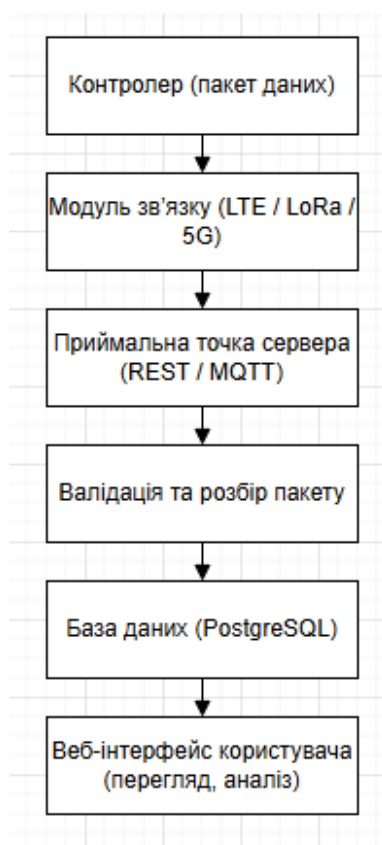 Контролер (пакет даних)
Модуль зв'язку (LTE / LoRa /
5G)
Приймальна точка сервера
(REST / MQTT)
Валідація та розбір пакету
База даних (PostgreSQL)
Веб-інтерфейс користувача
(перегляд, аналіз)